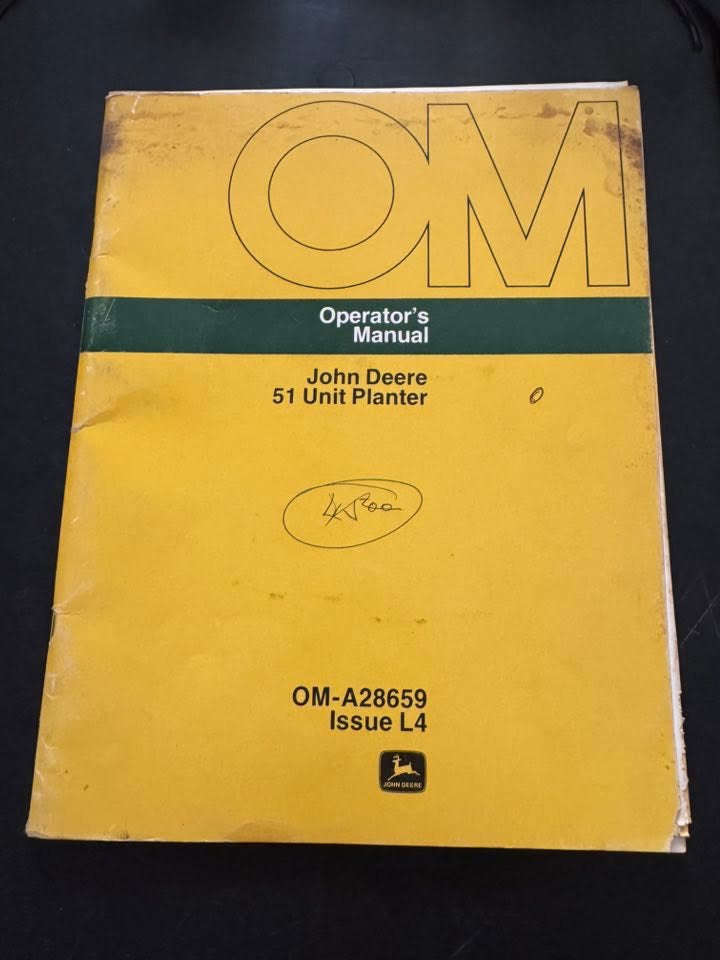 OM
Operator's
Manual
John Deere
51 Unit Planter
OM-A28659
Issue L4
JOHN DEERE